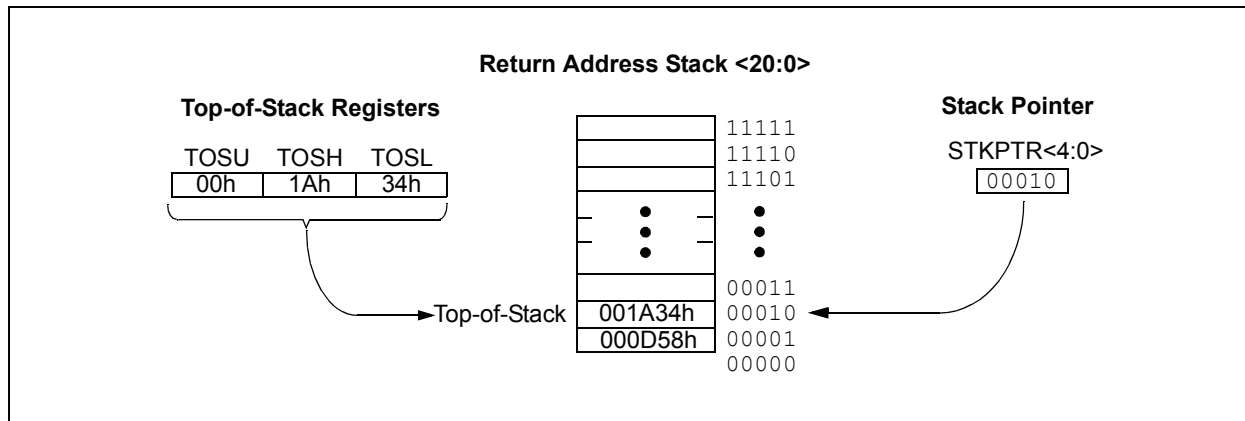 Return Address Stack <20:0>
Top-of-Stack Registers
Stack Pointer
TOSU TOSH TOSL
00h 1Ah 34h
STKPTR<4:0>
00010
11111
11110
11101
00011
Top-of-Stack 001A34h 00010
000D58h 00001
00000